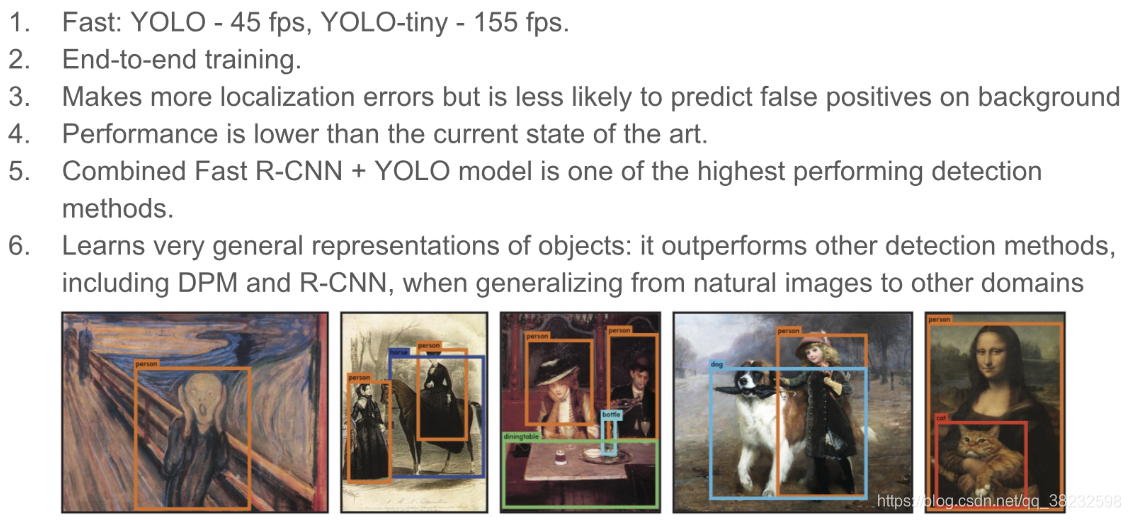 1. Fast: YOLO - 45 fps, YOLO-tiny - 155 fps.
2. End-to-end training.
3. Makes more localization errors but is less likely to predict false positives on background
4. Performance is lower than the current state of the art.
5. Combined Fast R-CNN + YOLO model is one of the highest performing detection
methods.
6. Learns very general representations of objects: it outperforms other detection methods,
including DPM and R-CNN, when generalizing from natural images to other domains
person
horse
person
person
person
person
bottle
diningtable
person
dog
person
cat
https://blog.csdn.net/qq_38232598